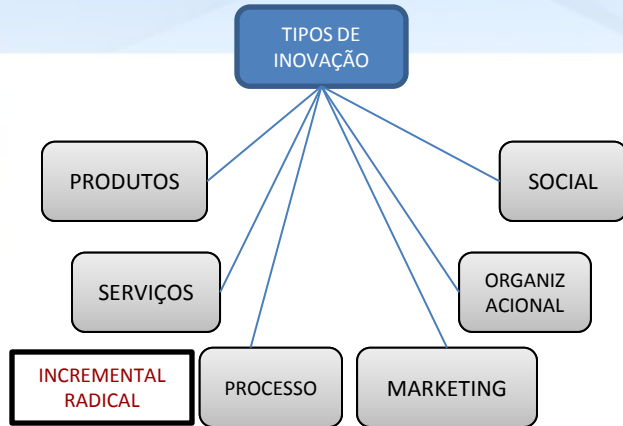 TIPOS DE
INOVAÇÃO
PRODUTOS
SOCIAL
SERVIÇOS
ORGANIZ
ACIONAL
INCREMENTAL
RADICAL
PROCESSO
MARKETING